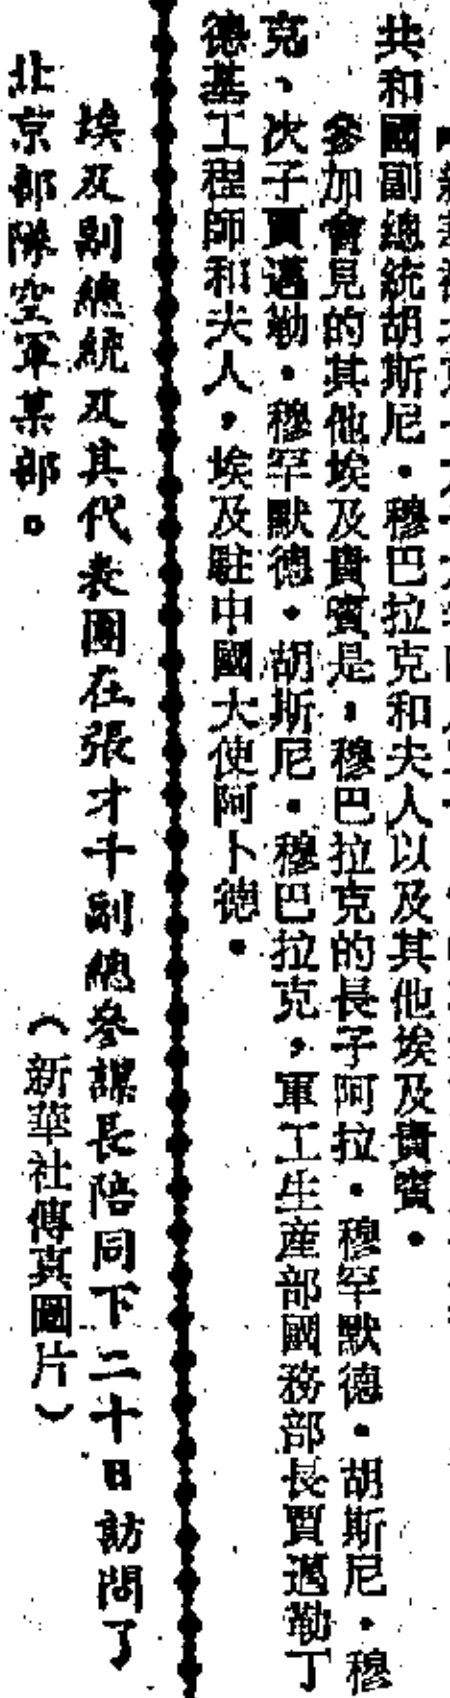 共和國副總統胡斯尼·穆巴拉克和夫人以及其他埃及貴賓。
參加會見的其他埃及貴賓是，穆巴拉克的長子阿拉·穆罕默德·胡斯尼·穆
克、次子賈邁勒·穆罕默德·胡斯尼·穆巴拉克，軍工生產部國務部長賈邁勒丁
德基工程師和夫人，埃及駐中國大使阿卜德。
埃及副總統及其代表團在張才千副總參謀長陪同下二十日訪問了
北京部隊空軍某部。
（新華社傳真圖片）